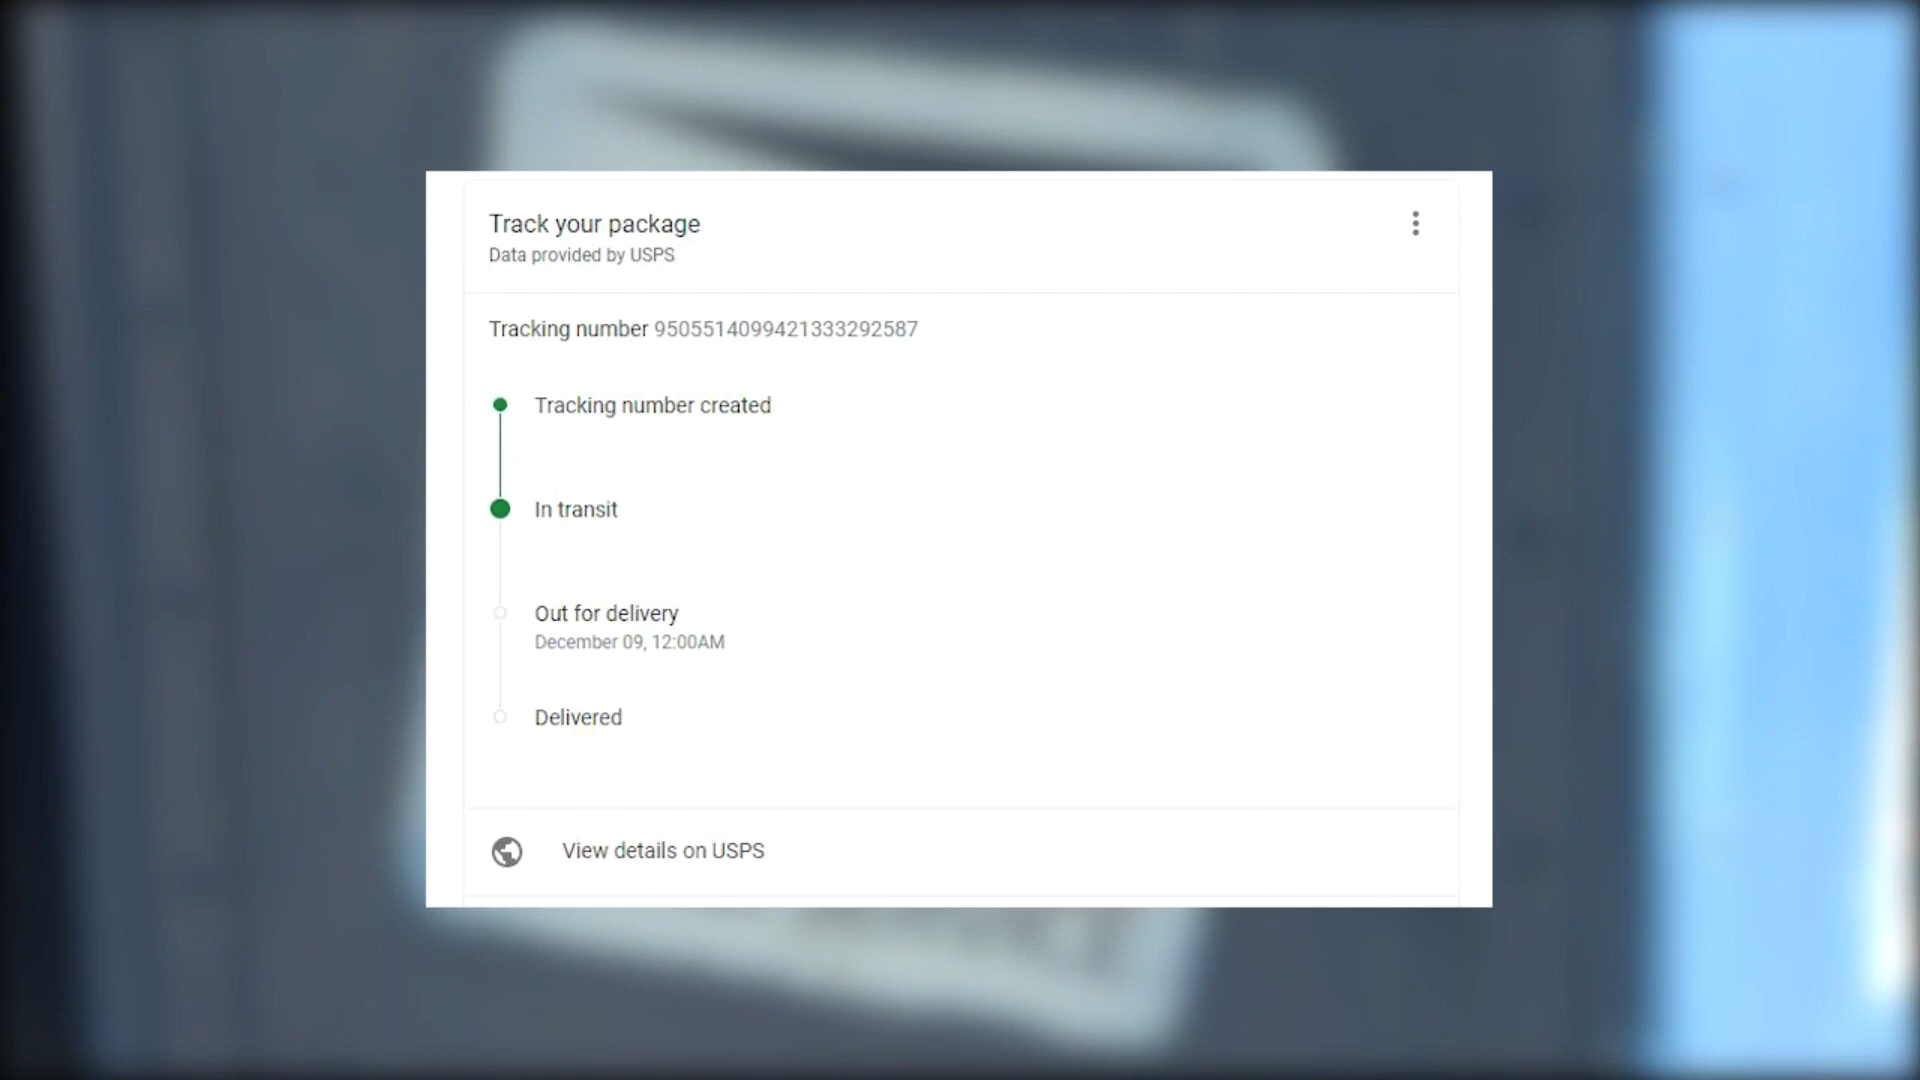 Track your package
Data provided by USPS
Tracking number 9505514099421333292587
Tracking number created
In transit
Out for delivery
December 09, 12:00AM
Delivered
View details on USPS